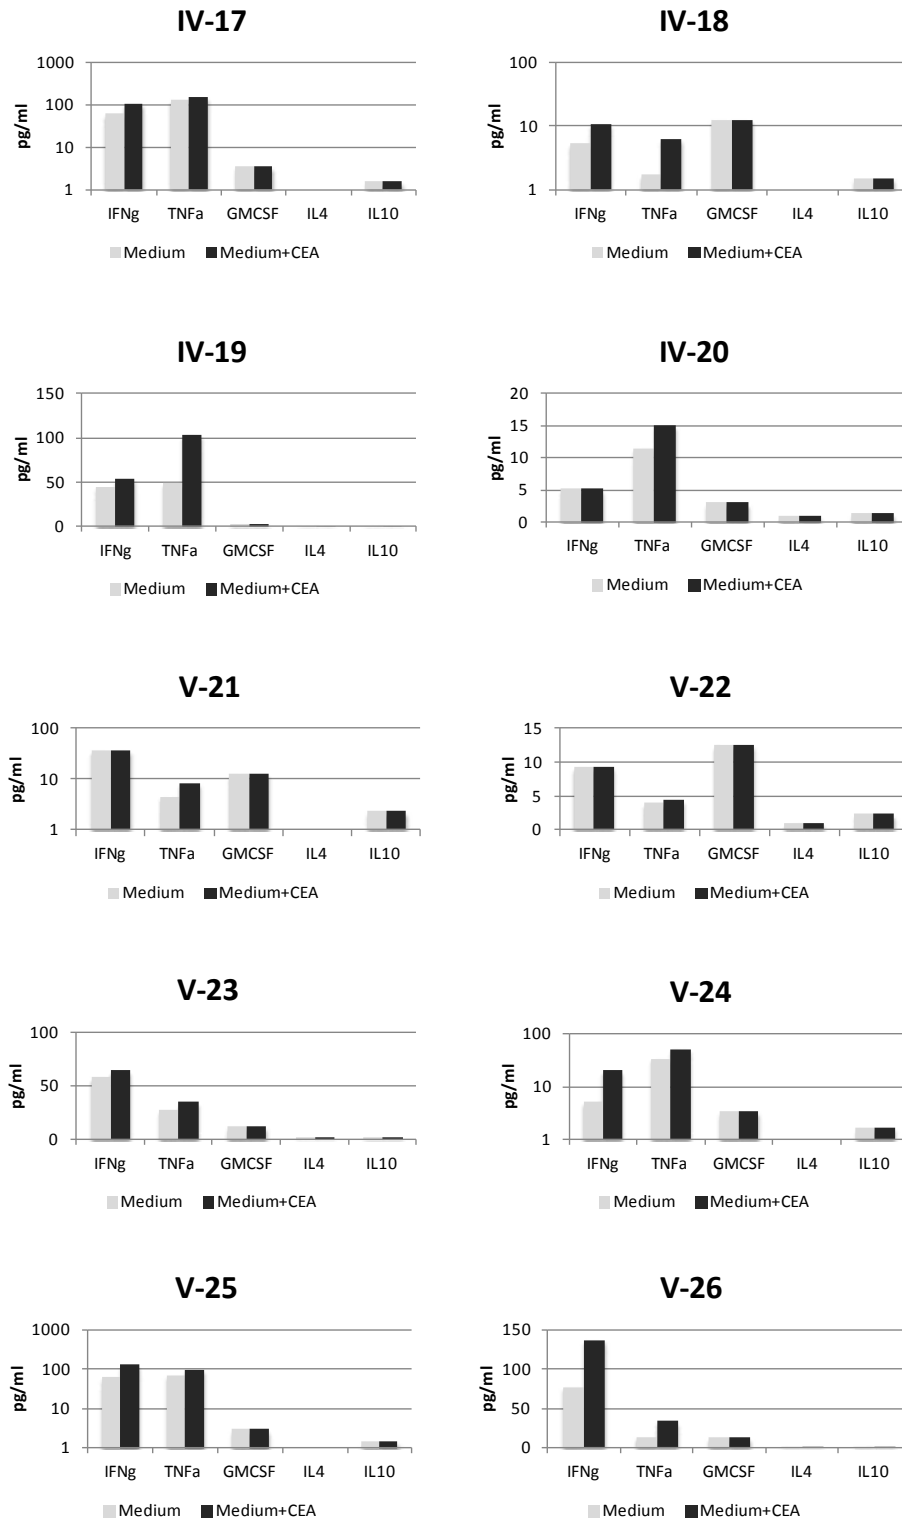 IV-17
1000
100
10
1
pg/ml
IFNg TNFa GMCSF IL4 IL10
Medium Medium+CEA
IV-18
100
10
1
pg/ml
IFNg TNFa GMCSF IL4 IL10
Medium Medium+CEA
IV-19
150
100
50
0
pg/ml
IFNg TNFa GMCSF IL4 IL10
Medium Medium+CEA
IV-20
20
15
10
5
0
pg/ml
IFNg TNFa GMCSF IL4 IL10
Medium Medium+CEA
V-21
100
10
1
pg/ml
IFNg TNFa GMCSF IL4 IL10
Medium Medium+CEA
V-22
15
10
5
0
pg/ml
IFNg TNFa GMCSF IL4 IL10
Medium Medium+CEA
V-23
100
50
0
pg/ml
IFNg TNFa GMCSF IL4 IL10
Medium Medium+CEA
V-24
100
10
1
pg/ml
IFNg TNFa GMCSF IL4 IL10
Medium Medium+CEA
V-25
1000
100
10
1
pg/ml
IFNg TNFa GMCSF IL4 IL10
Medium Medium+CEA
V-26
150
100
50
0
pg/ml
IFNg TNFa GMCSF IL4 IL10
Medium Medium+CEA